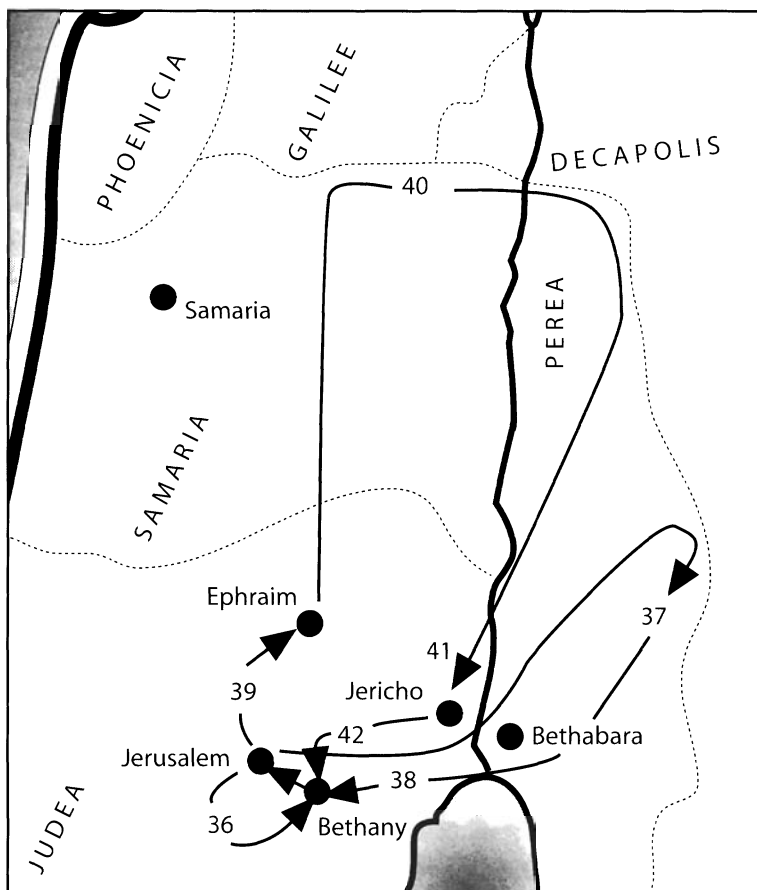 PHOENICIA
GALILEE
DECAPOLIS
40
Samaria
PEREA
SAMARIA
Ephraim
37
41
39
Jericho
42
Bethabara
Jerusalem
38
36
Bethany
JUDEA